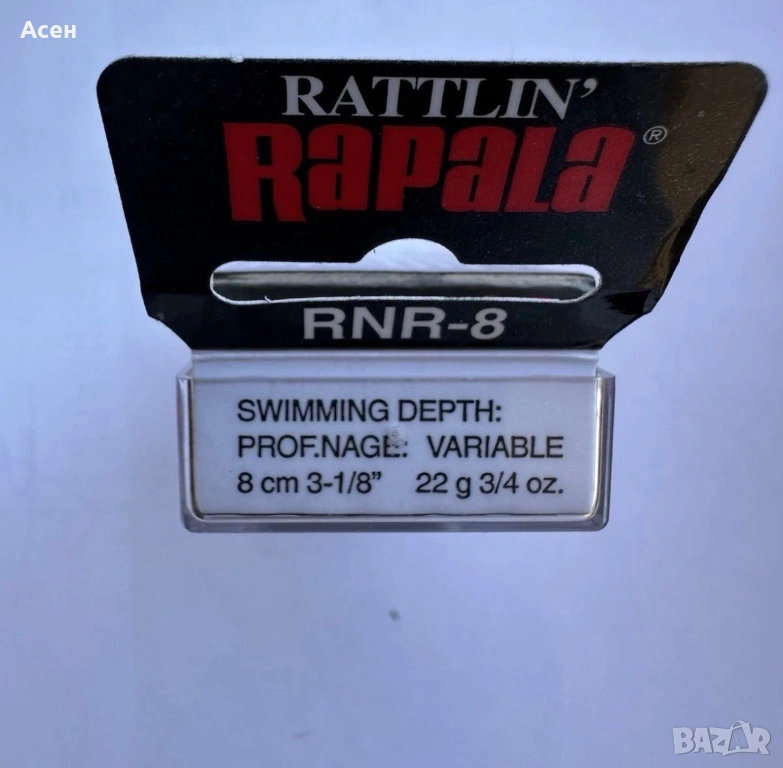 Асен
RATTLIN'
RAPALA®
RNR-8
SWIMMING DEPTH:
PROF.NAGE: VARIABLE
8 cm 3-1/8" 22 g 3/4 oz.
BAZAR